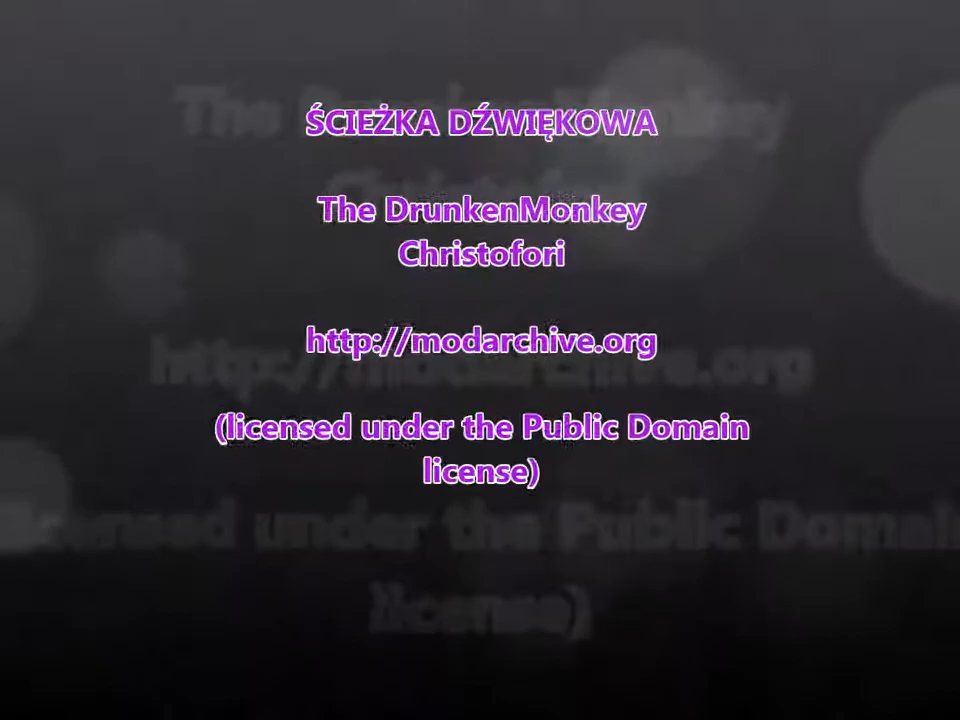 ŚCIEŻKA DŹWIĘKOWA
The DrunkenMonkey
Christofori
http://modarchive.org
(licensed under the Public Domain
license)